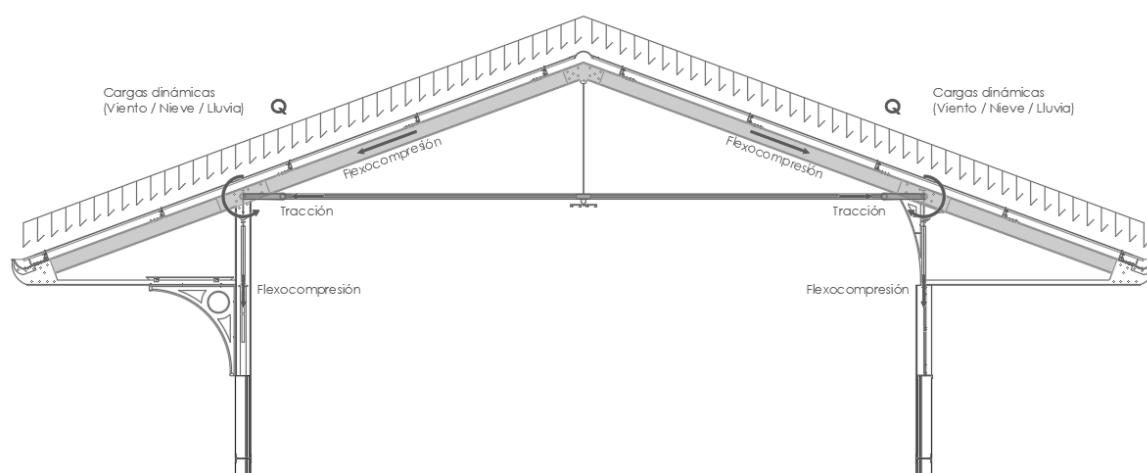 Cargas dinámicas
(Viento / Nieve / Lluvia)
Q
Q
Cargas dinámicas
(Viento / Nieve / Lluvia)
Flexocompresión
Flexocompresión
Tracción
Tracción
Flexocompresión
Flexocompresión